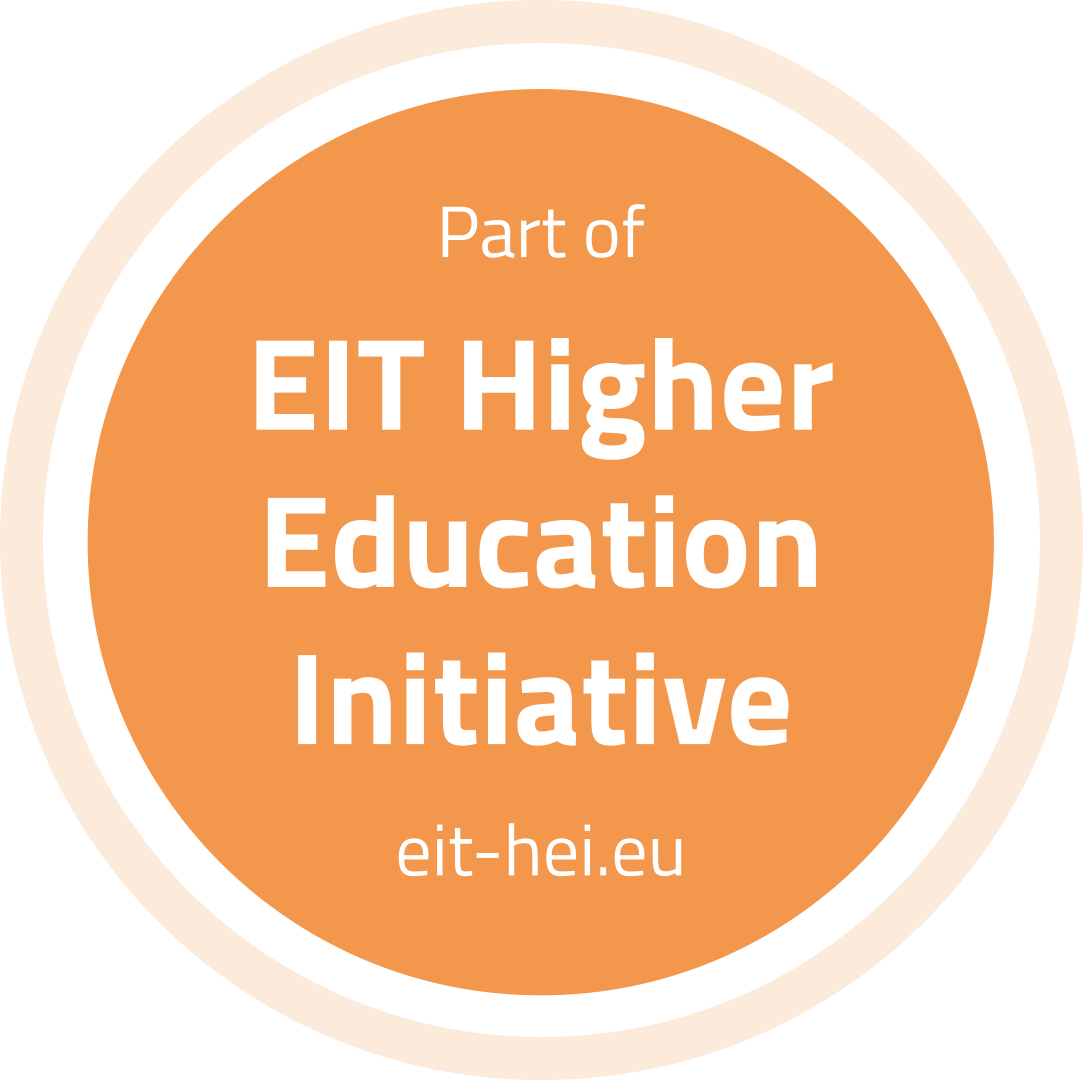 Part of
EIT Higher
Education
Initiative
eit-hei.eu